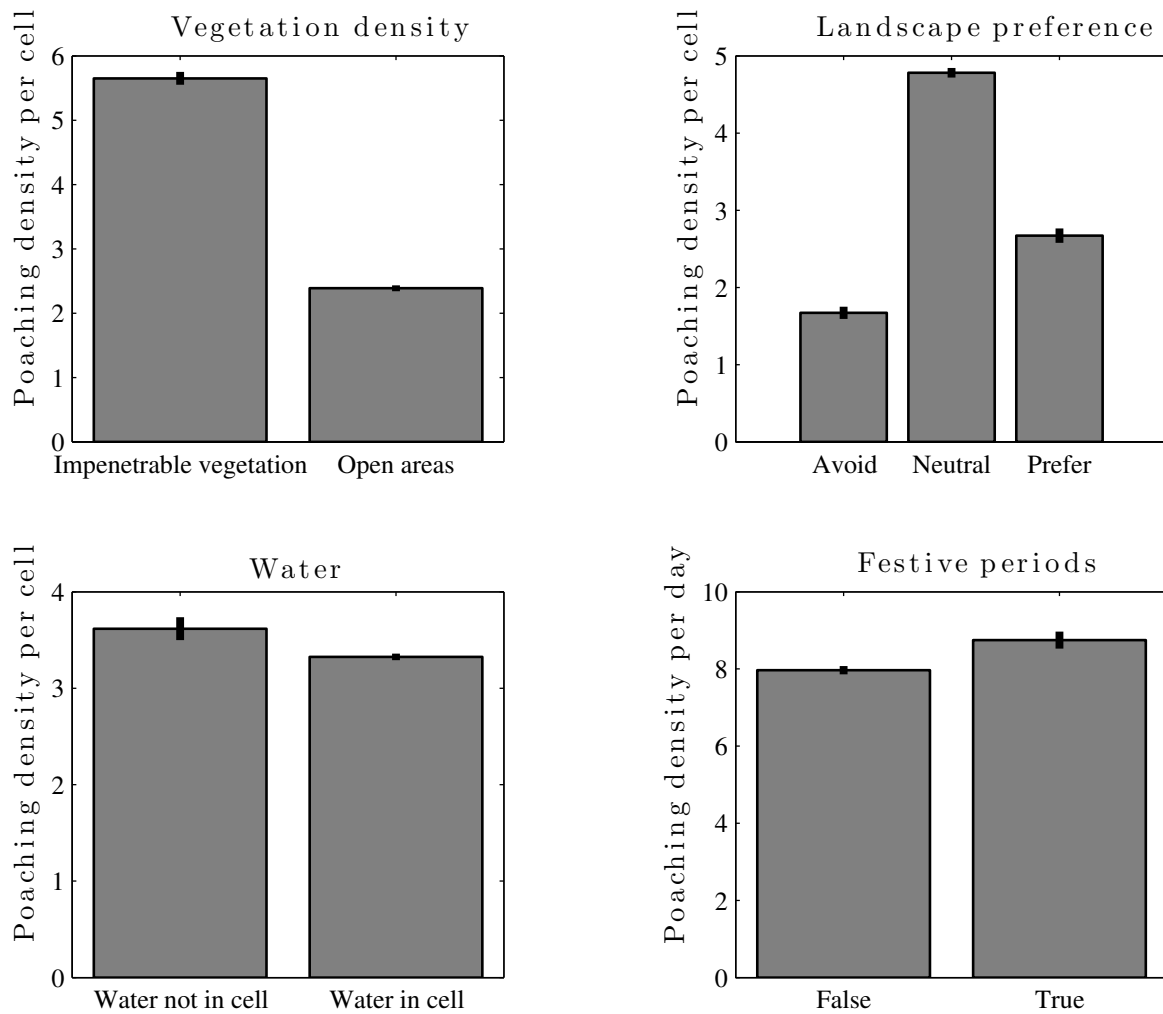 Vegetation density
Poaching density per cell
6
5
4
3
2
1
0
Impenetrable vegetation
Open areas
Landscape preference
Poaching density per cell
5
4
3
2
1
0
Avoid
Neutral
Prefer
Water
Poaching density per cell
4
3
2
1
0
Water not in cell
Water in cell
Festive periods
Poaching density per day
10
8
6
4
2
0
False
True